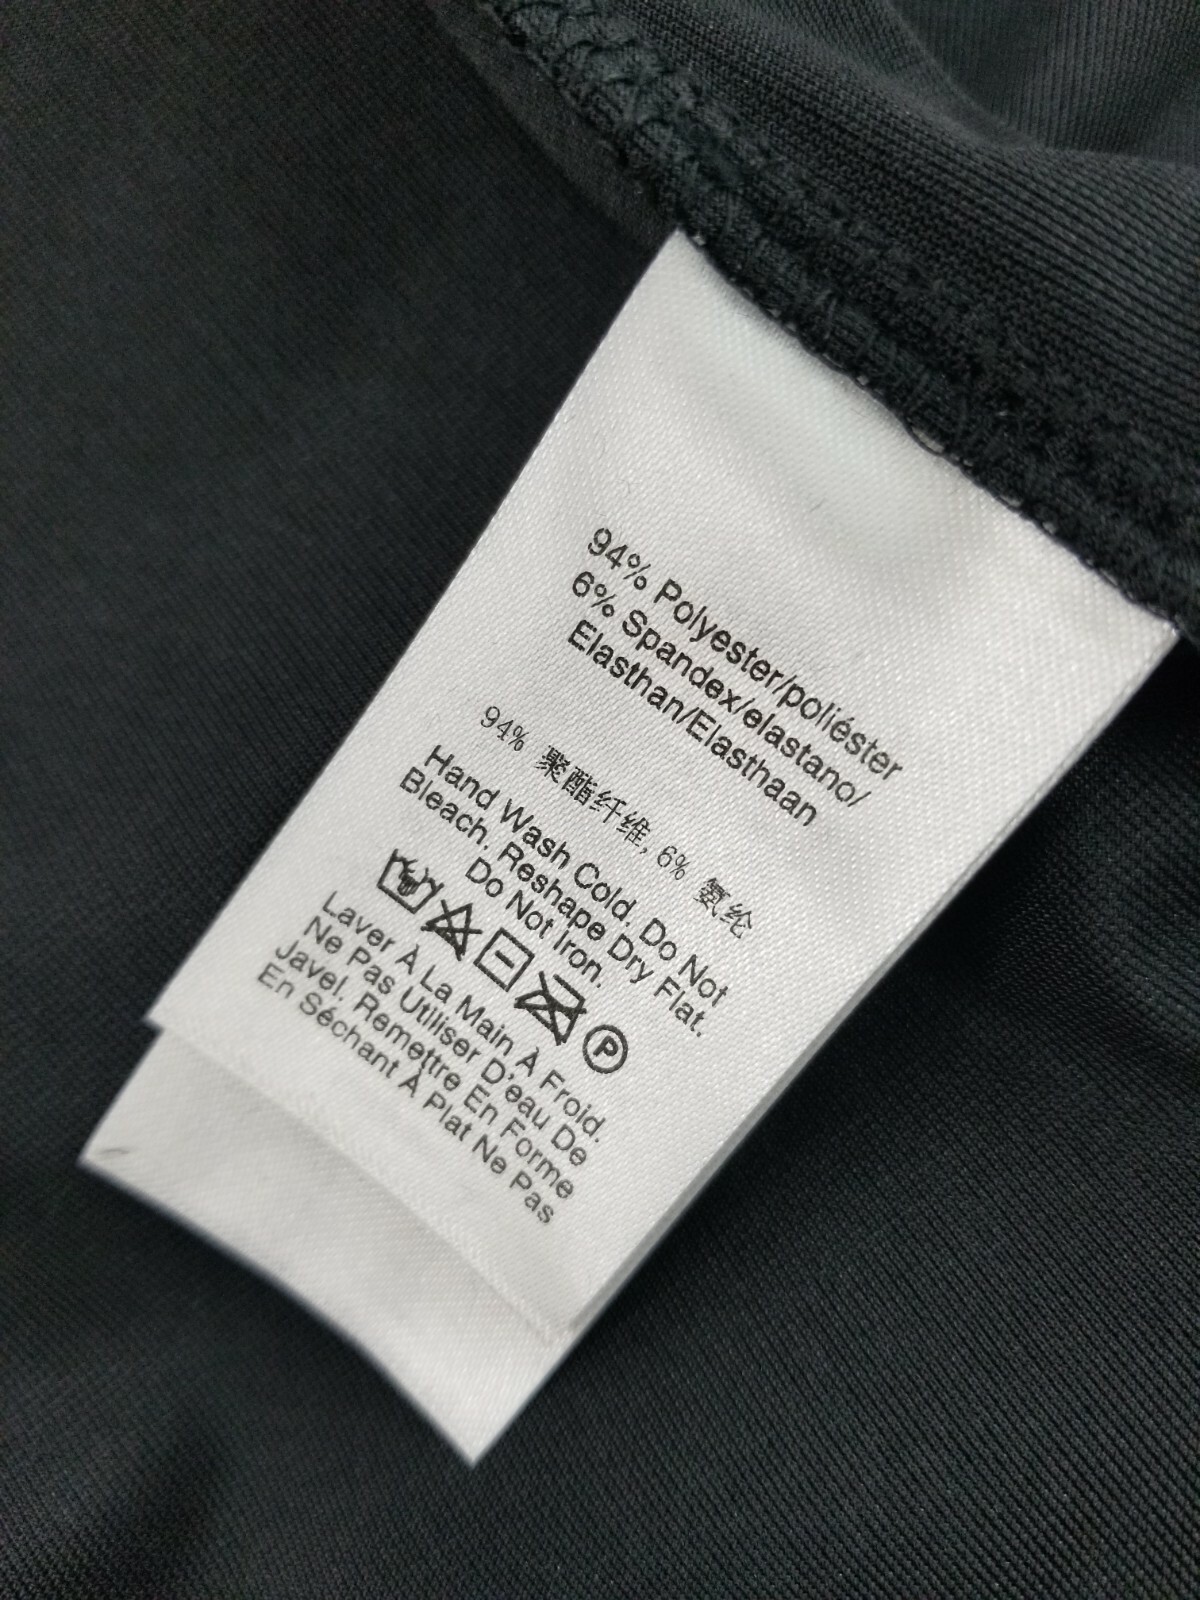 94% Polyester/poliéster
6% Spandex/elastano/
Elasthan/Elasthaan
94% 聚酯纤维, 6% 氨纶
Hand Wash Cold. Do Not
Bleach. Reshape Dry Flat.
Do Not Iron.
P
Laver À La Main À Froid.
Ne Pas Utiliser D'eau De
Javel. Remettre En Forme
En Séchant À Plat Ne Pas